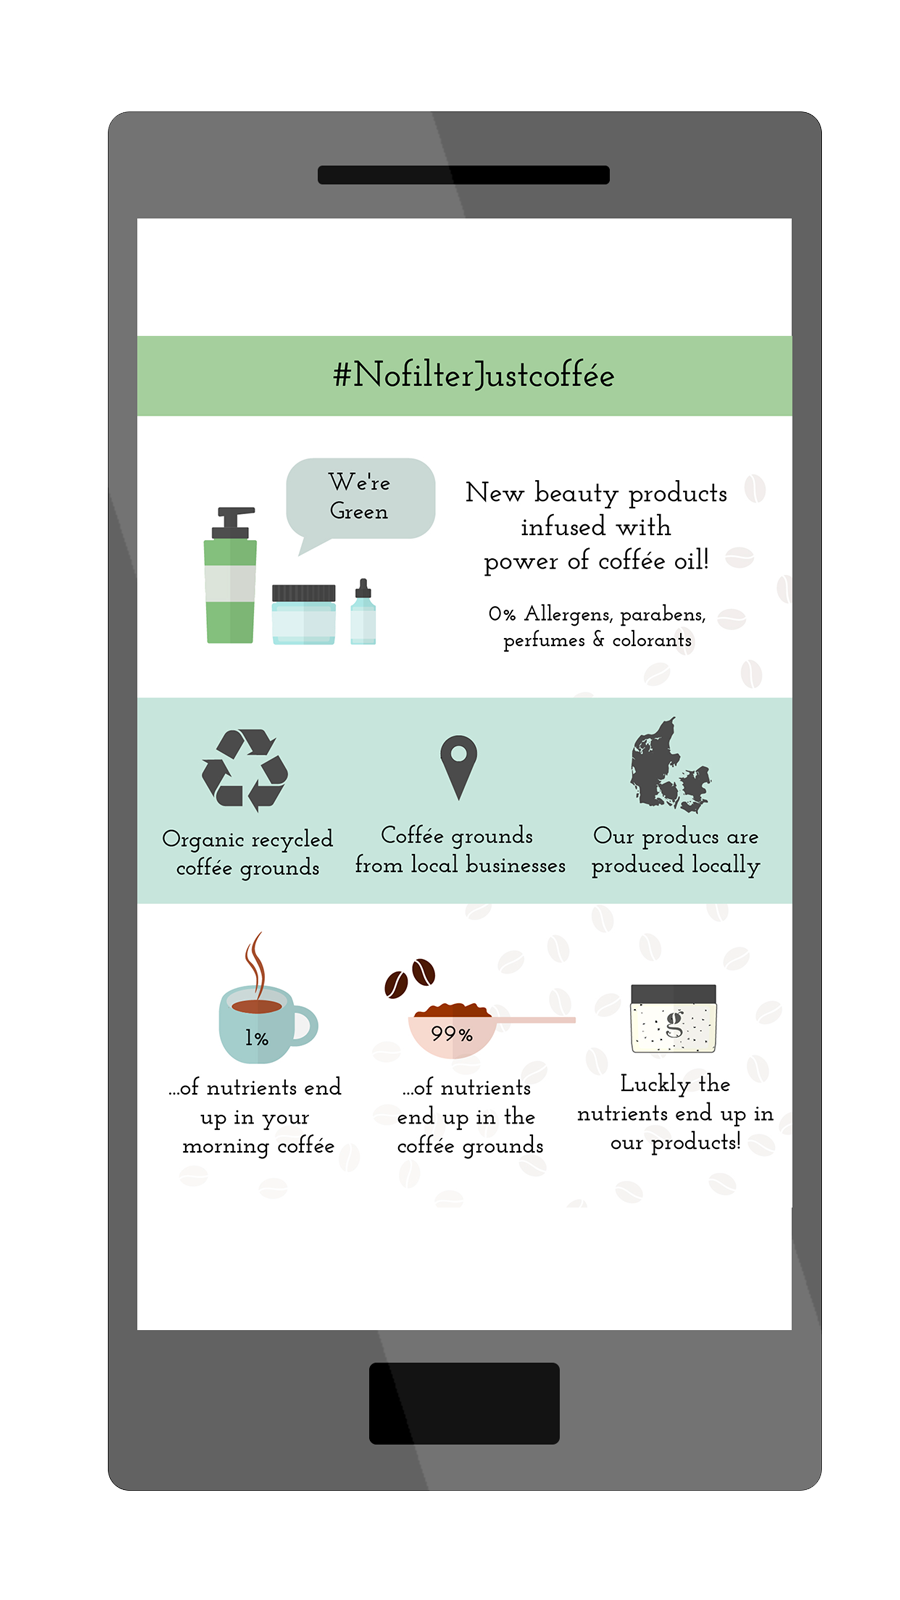 #NofilterJustcoffée
We're
Green
New beauty products
infused with
power of coffée oil!
0% Allergens, parabens,
perfumes & colorants
Organic recycled
coffée grounds
Coffée grounds
from local businesses
Our producs are
produced locally
1%
...of nutrients end
up in your
morning coffée
99%
...of nutrients
end up in the
coffée grounds
g
Luckly the
nutrients end up in
our products!